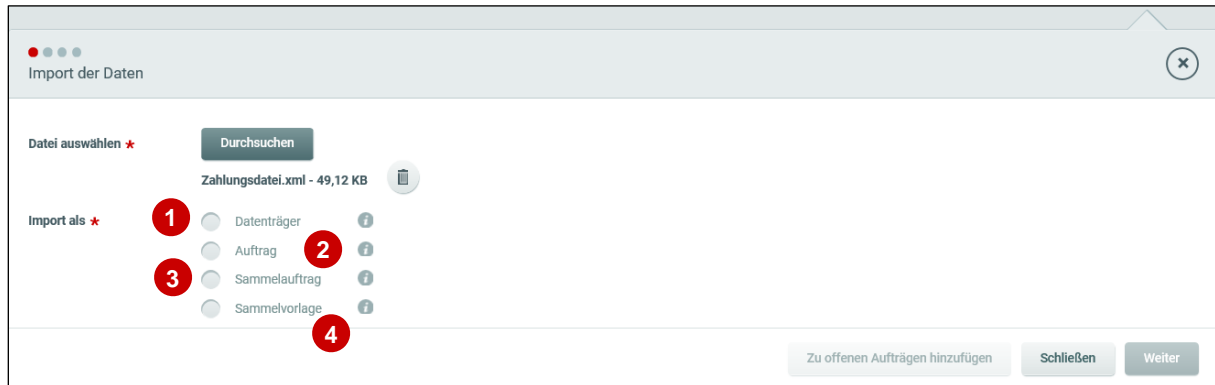 Import der Daten
Datei auswählen *
Durchsuchen
Zahlungsdatei.xml - 49,12 KB
Import als *
1
Datenträger
i
Auftrag
2
i
3
Sammelauftrag
i
Sammelvorlage
i
4
Zu offenen Aufträgen hinzufügen
Schließen
Weiter